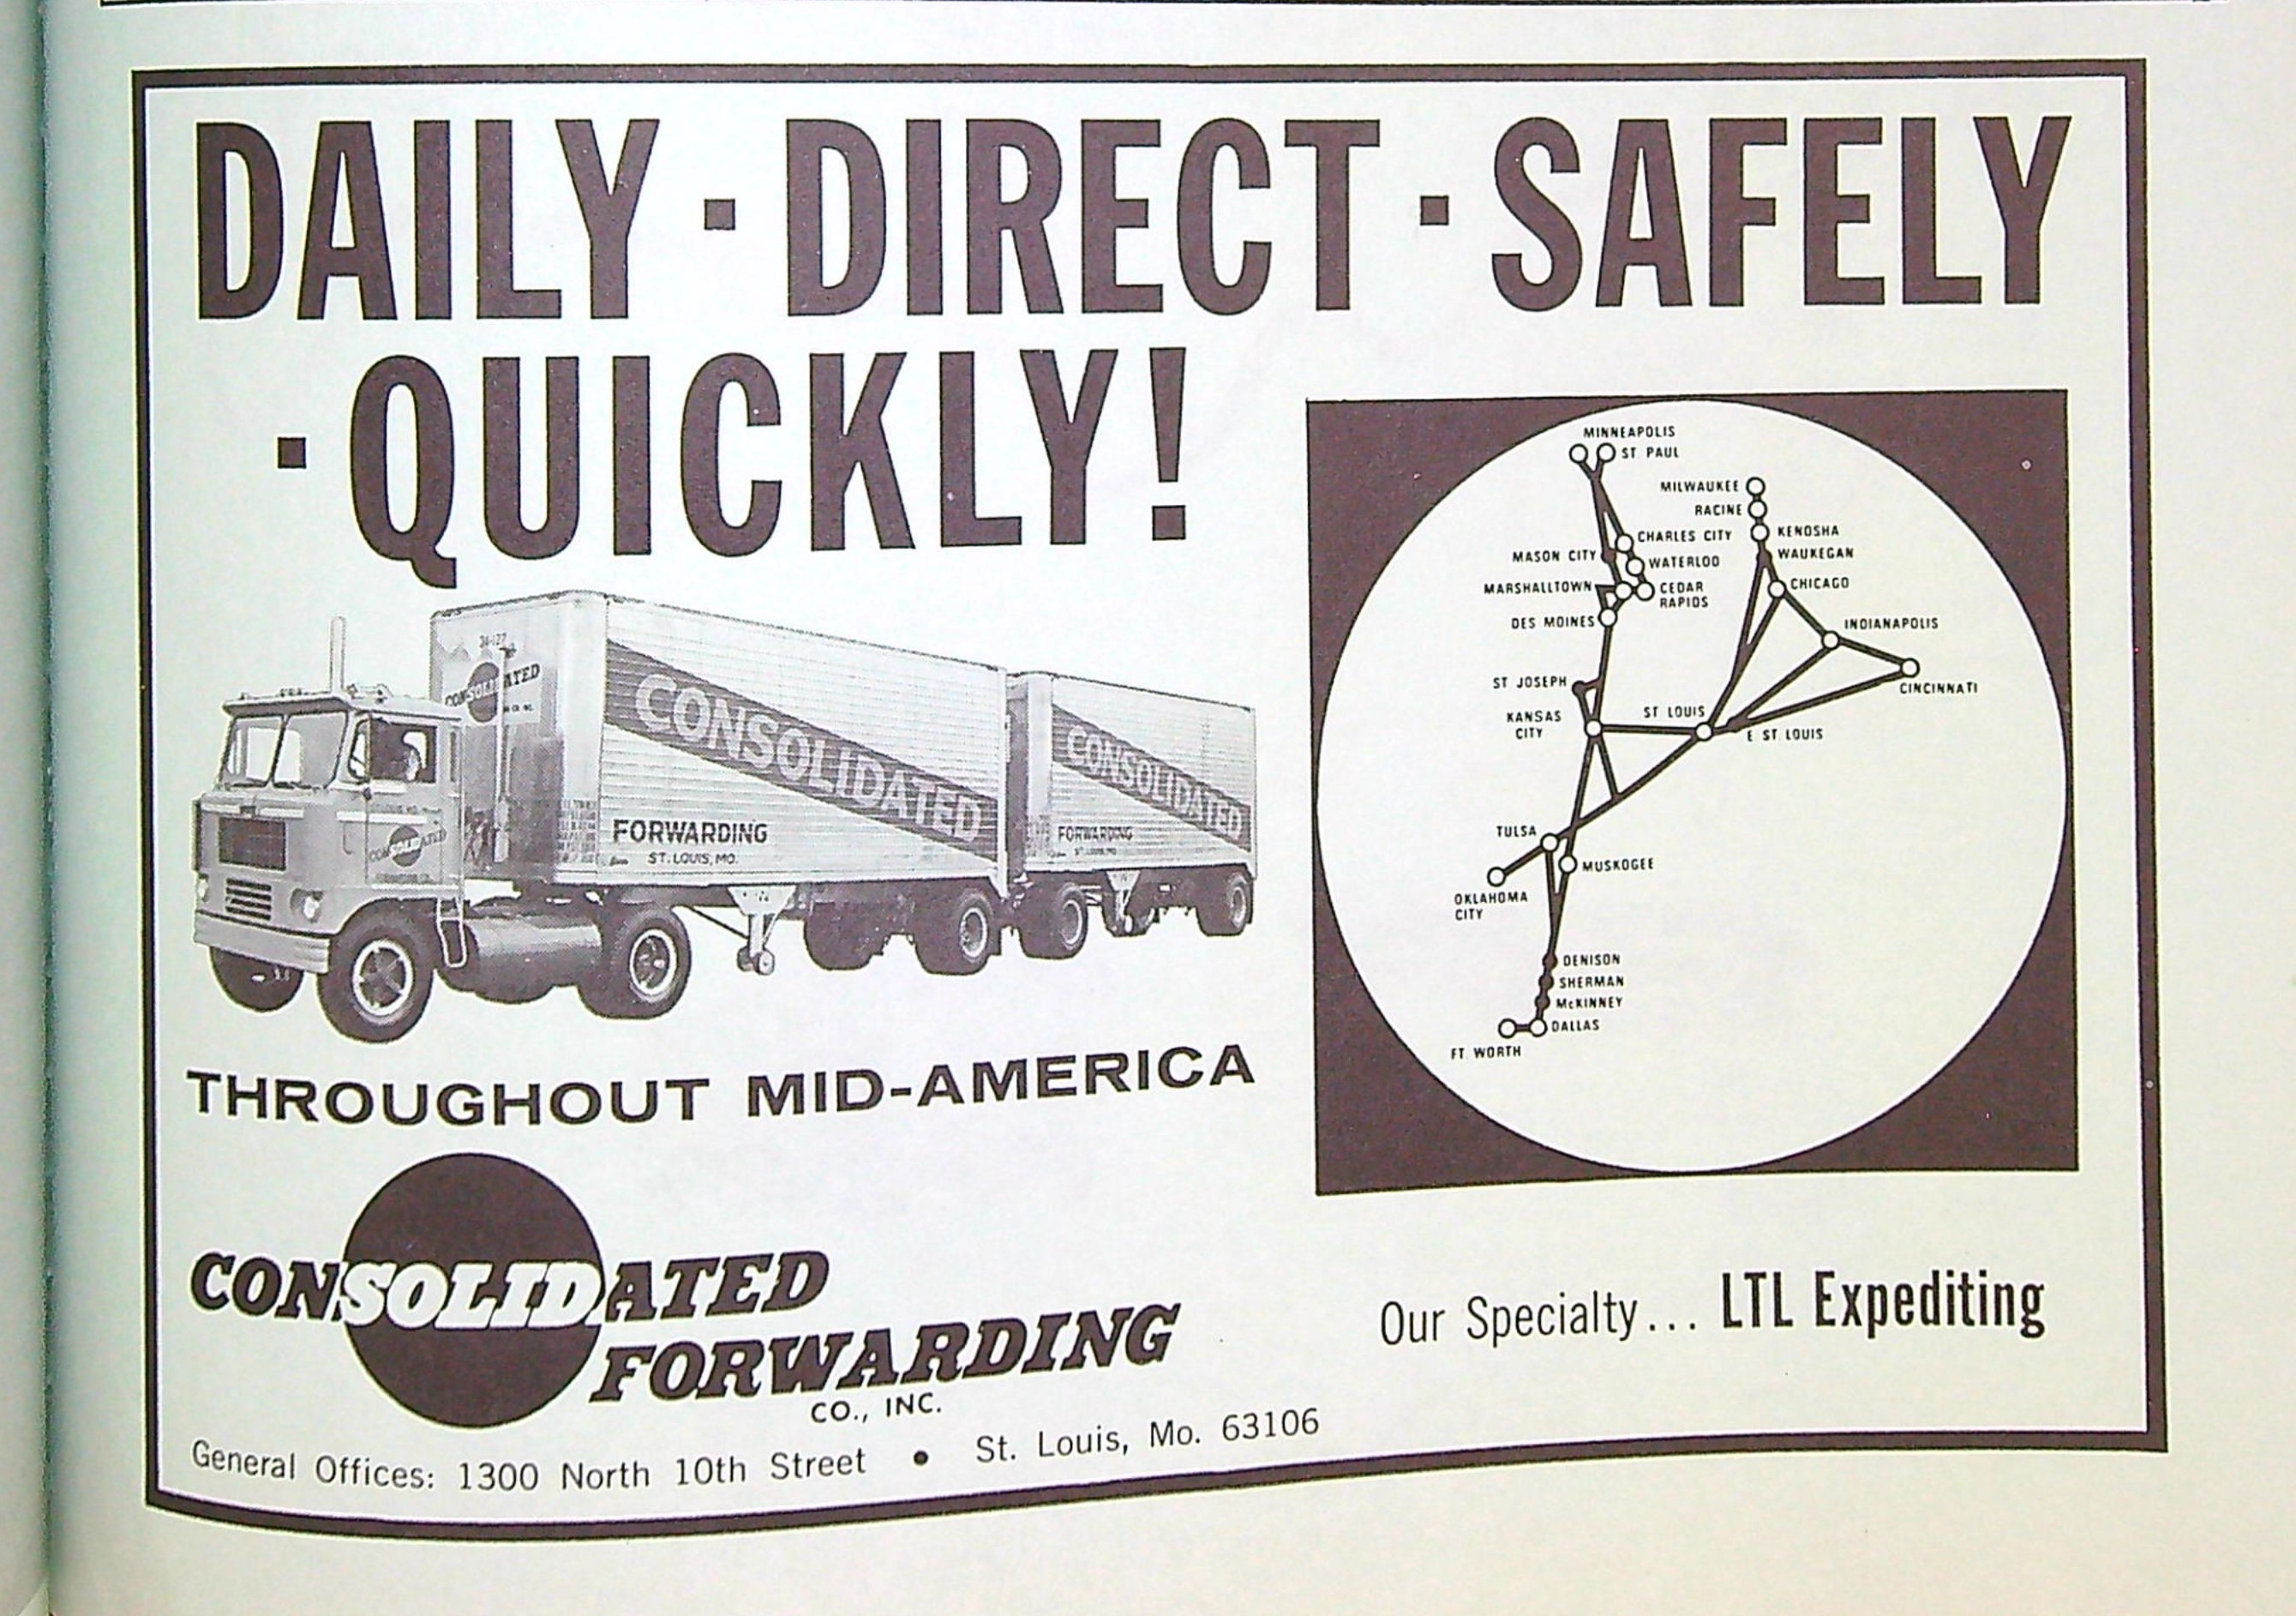 DAILY · DIRECT · SAFELY
· QUICKLY!
MINNEAPOLIS
ST. PAUL
MILWAUKEE
RACINE
KENOSHA
WAUKEGAN
CHARLES CITY
MASON CITY
WATERLOO
MARSHALLTOWN
CEDAR
RAPIDS
CHICAGO
DES MOINES
INDIANAPOLIS
CINCINNATI
ST JOSEPH
KANSAS
CITY
ST LOUIS
E ST LOUIS
TULSA
MUSKOGEE
OKLAHOMA
CITY
DENISON
SHERMAN
McKINNEY
DALLAS
FT WORTH
CONSOLIDATED
CONSOLIDATED
FORWARDING
ST. LOUIS, MO.
CONSOLIDATED
FORWARDING
CONSOLIDATED
THROUGHOUT MID-AMERICA
CONSOLIDATED
FORWARDING
CO., INC.
Our Specialty... LTL Expediting
General Offices: 1300 North 10th Street • St. Louis, Mo. 63106